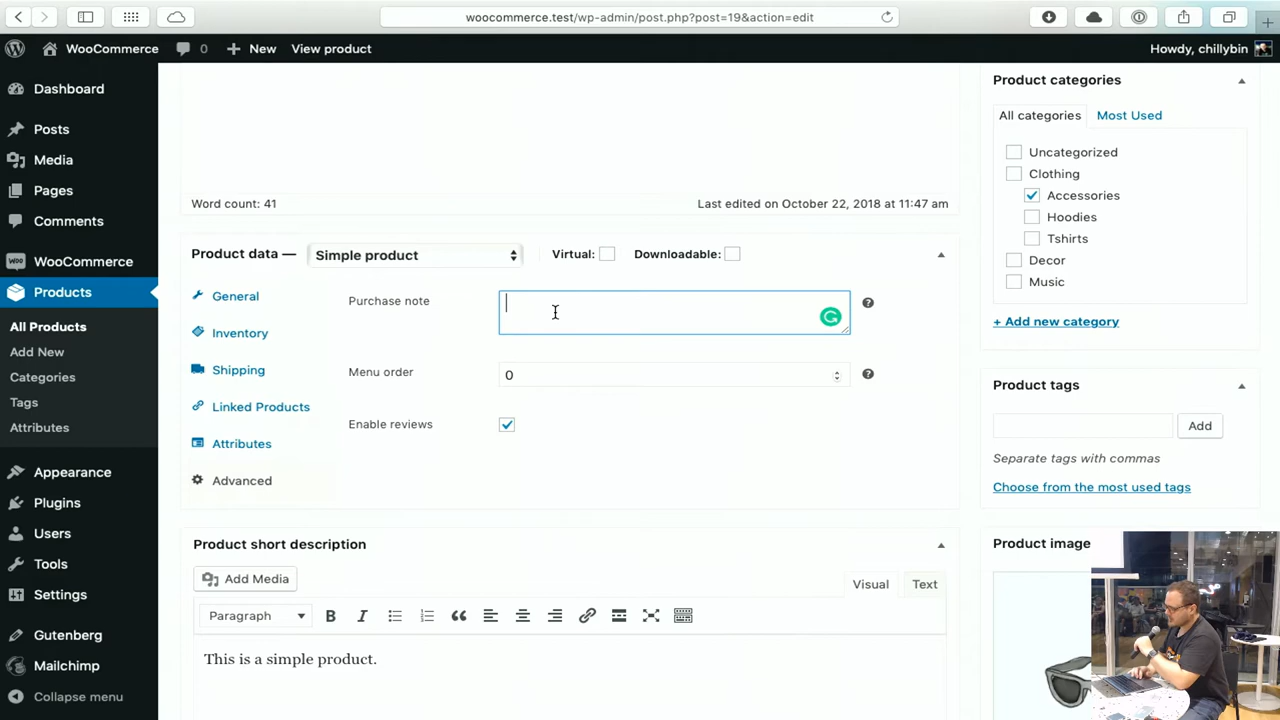 woocommerce.test/wp-admin/post.php?post=19&action=edit
WooCommerce
0
New
View product
Howdy, chillybin
Dashboard
Posts
Media
Pages
Comments
WooCommerce
Products
All Products
Add New
Categories
Tags
Attributes
Appearance
Plugins
Users
Tools
Settings
Gutenberg
Mailchimp
Collapse menu
Word count: 41
Last edited on October 22, 2018 at 11:47 am
Product data —
Simple product
Virtual:
Downloadable:
General
Inventory
Shipping
Linked Products
Attributes
Advanced
Purchase note
Menu order
0
Enable reviews
Product short description
Add Media
Visual
Text
Paragraph
This is a simple product.
Product categories
All categories
Most Used
Uncategorized
Clothing
Accessories
Hoodies
Tshirts
Decor
Music
+ Add new category
Product tags
Add
Separate tags with commas
Choose from the most used tags
Product image